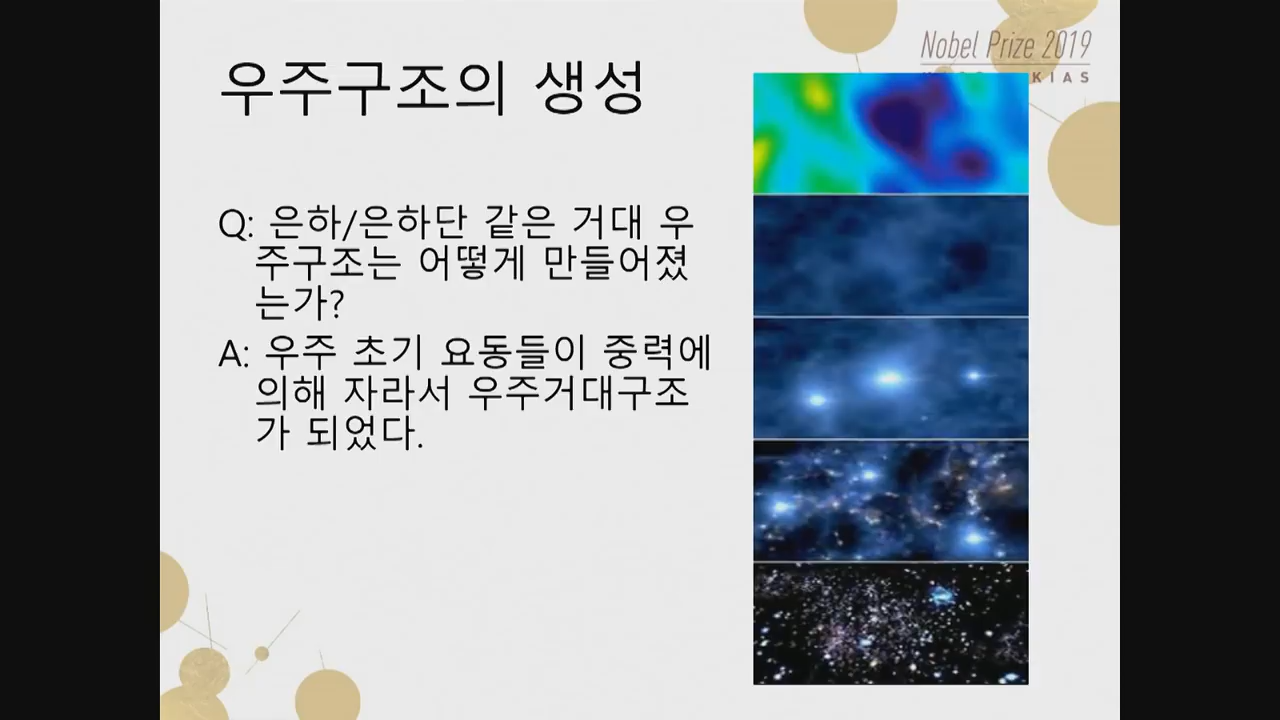 Nobel Prize 2019
KIAS
우주구조의 생성
Q: 은하/은하단 같은 거대 우
주구조는 어떻게 만들어졌
는가?
A: 우주 초기 요동들이 중력에
의해 자라서 우주거대구조
가 되었다.